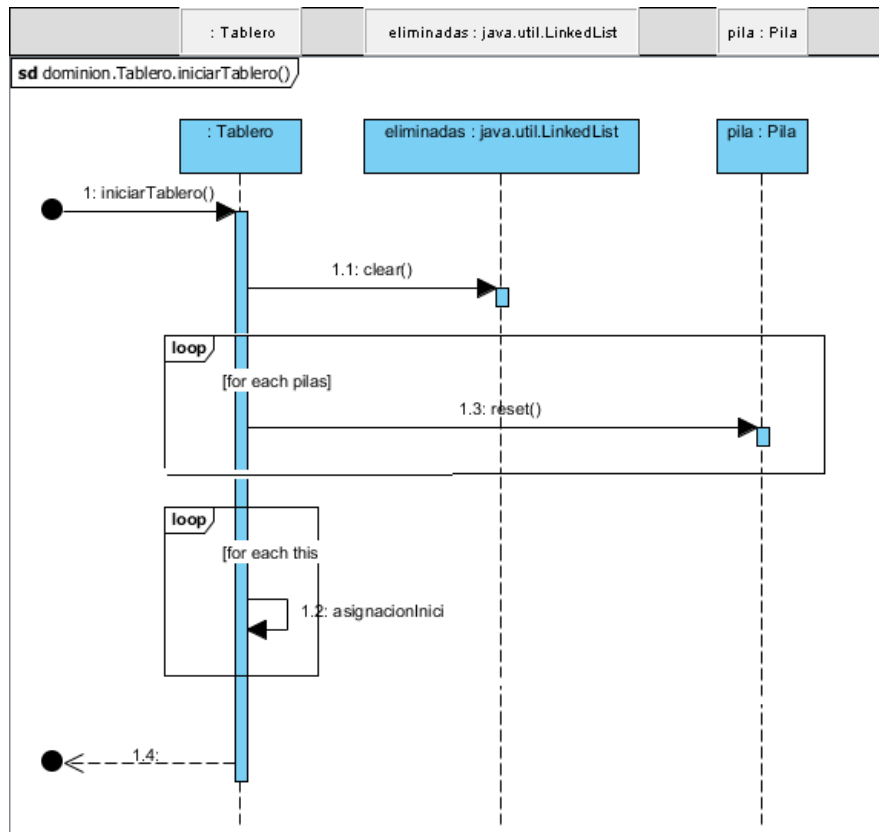 : Tablero
eliminadas : java.util.LinkedList
pila : Pila
sd dominion.Tablero.iniciarTablero()
: Tablero
eliminadas : java.util.LinkedList
pila : Pila
1: iniciarTablero()
1.1: clear()
loop
[for each pilas]
1.3: reset()
loop
[for each this
1.2: asignacionInici
1.4: